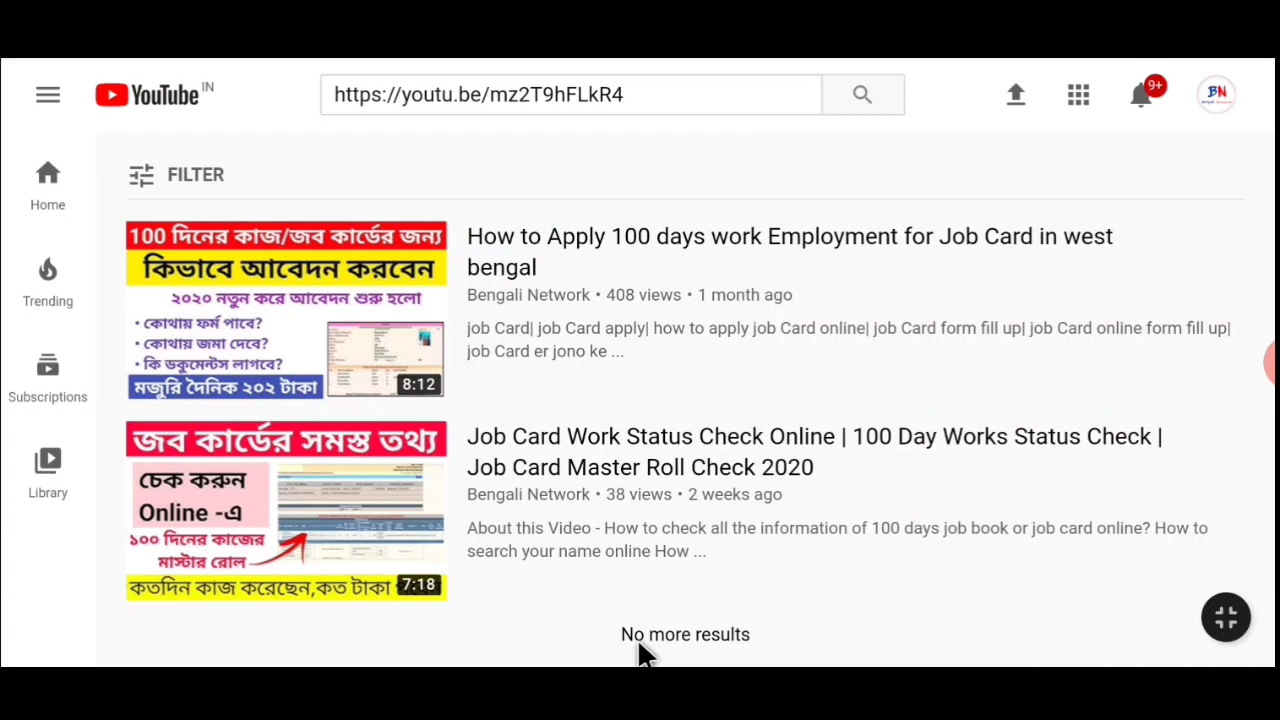 YouTube IN
https://youtu.be/mz2T9hFLkR4
9+
BN
FILTER
Home
Trending
Subscriptions
Library
100 দিনের কাজ/জব কার্ডের জন্য
কিভাবে আবেদন করবেন
২০২০ নতুন করে আবেদন শুরু হলো
• কোথায় ফর্ম পাবে?
• কোথায় জমা দেবে?
• কি ডকুমেন্টস লাগবে?
মজুরি দৈনিক ২০২ টাকা
8:12
How to Apply 100 days work Employment for Job Card in west
bengal
Bengali Network • 408 views • 1 month ago
job Card| job Card apply| how to apply job Card online| job Card form fill up| job Card online form fill up|
job Card er jono ke ...
জব কার্ডের সমস্ত তথ্য
চেক করুন
Online -এ
১০০ দিনের কাজের
মাস্টার রোল
কতদিন কাজ করেছেন,কত টাকা
7:18
Job Card Work Status Check Online | 100 Day Works Status Check |
Job Card Master Roll Check 2020
Bengali Network • 38 views • 2 weeks ago
About this Video - How to check all the information of 100 days job book or job card online? How to
search your name online How ...
No more results